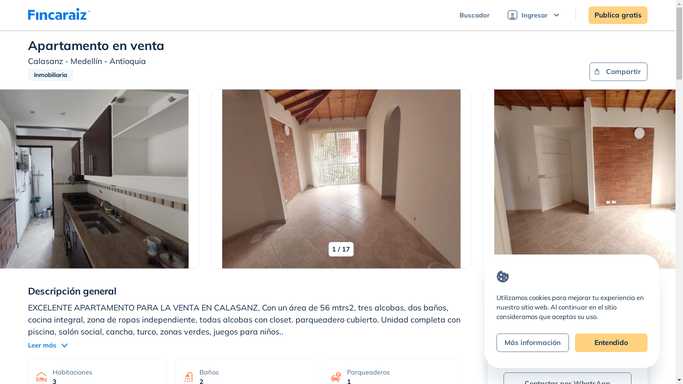 Fincaraiz
Buscador
Ingresar
Publica gratis
Apartamento en venta
Calasanz - Medellín - Antioquia
Inmobiliaria
Compartir
1 / 17
Descripción general
EXCELENTE APARTAMENTO PARA LA VENTA EN CALASANZ, Con un área de 56 mtrs2, tres alcobas, dos baños,
cocina integral, zona de ropas independiente, todas alcobas con closet. parqueadero cubierto. Unidad completa con
piscina, salón social, cancha, turco, zonas verdes, juegos para niños..
Leer más
Habitaciones
3
Baños
2
Parqueaderos
1
Utilizamos cookies para mejorar tu experiencia en
nuestro sitio web. Al continuar en el sitio
consideramos que aceptas su uso.
Más información
Entendido
Contactar por WhatsApp